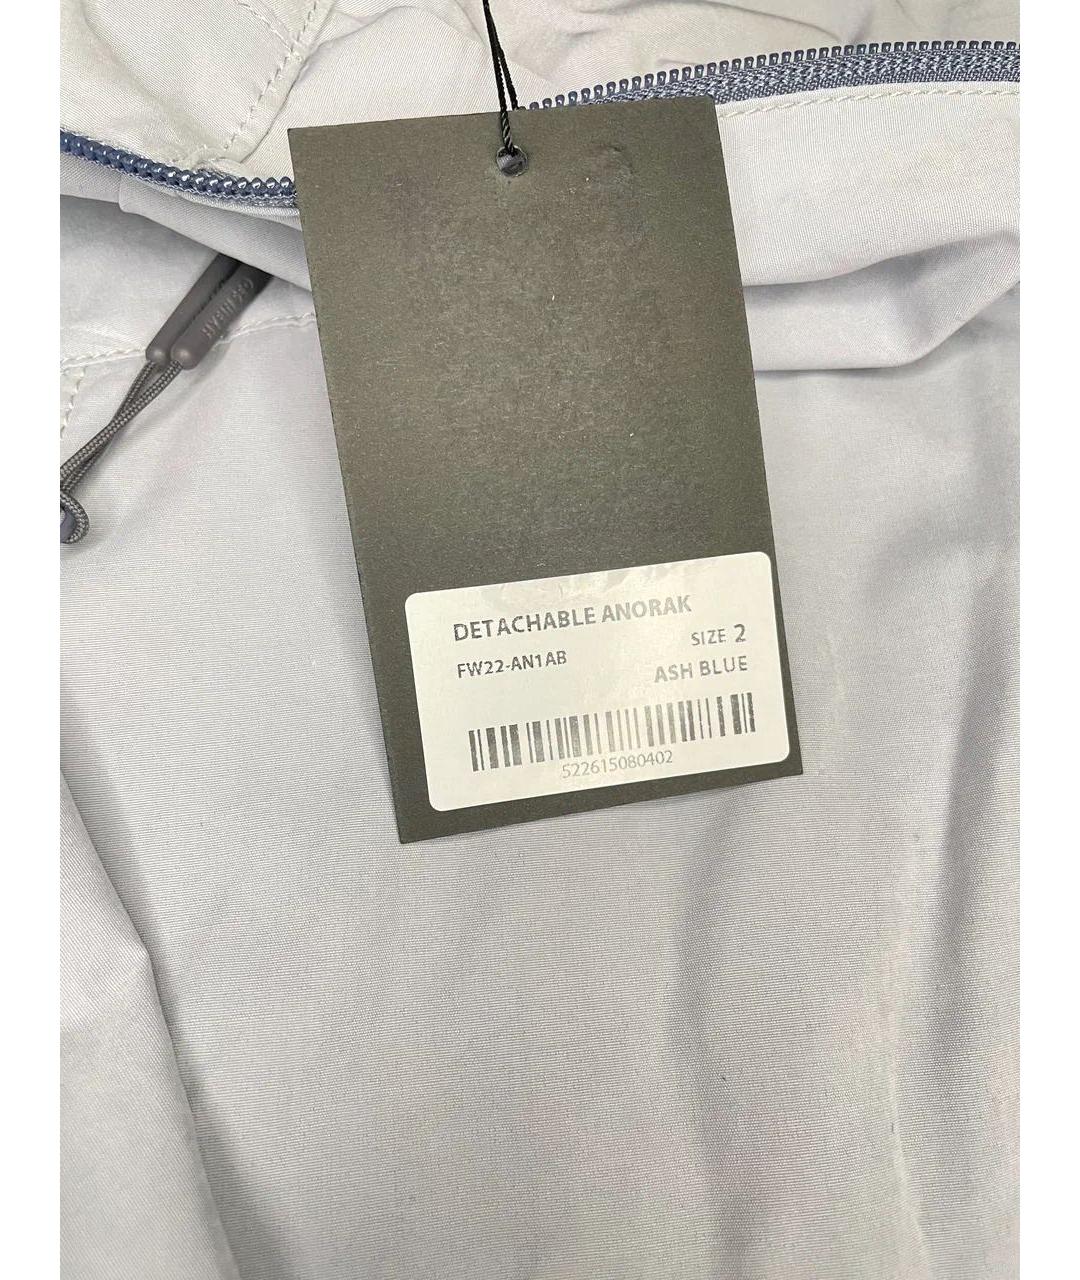 DETACHABLE ANORAK
SIZE 2
FW22-AN1AB
ASH BLUE
522615080402